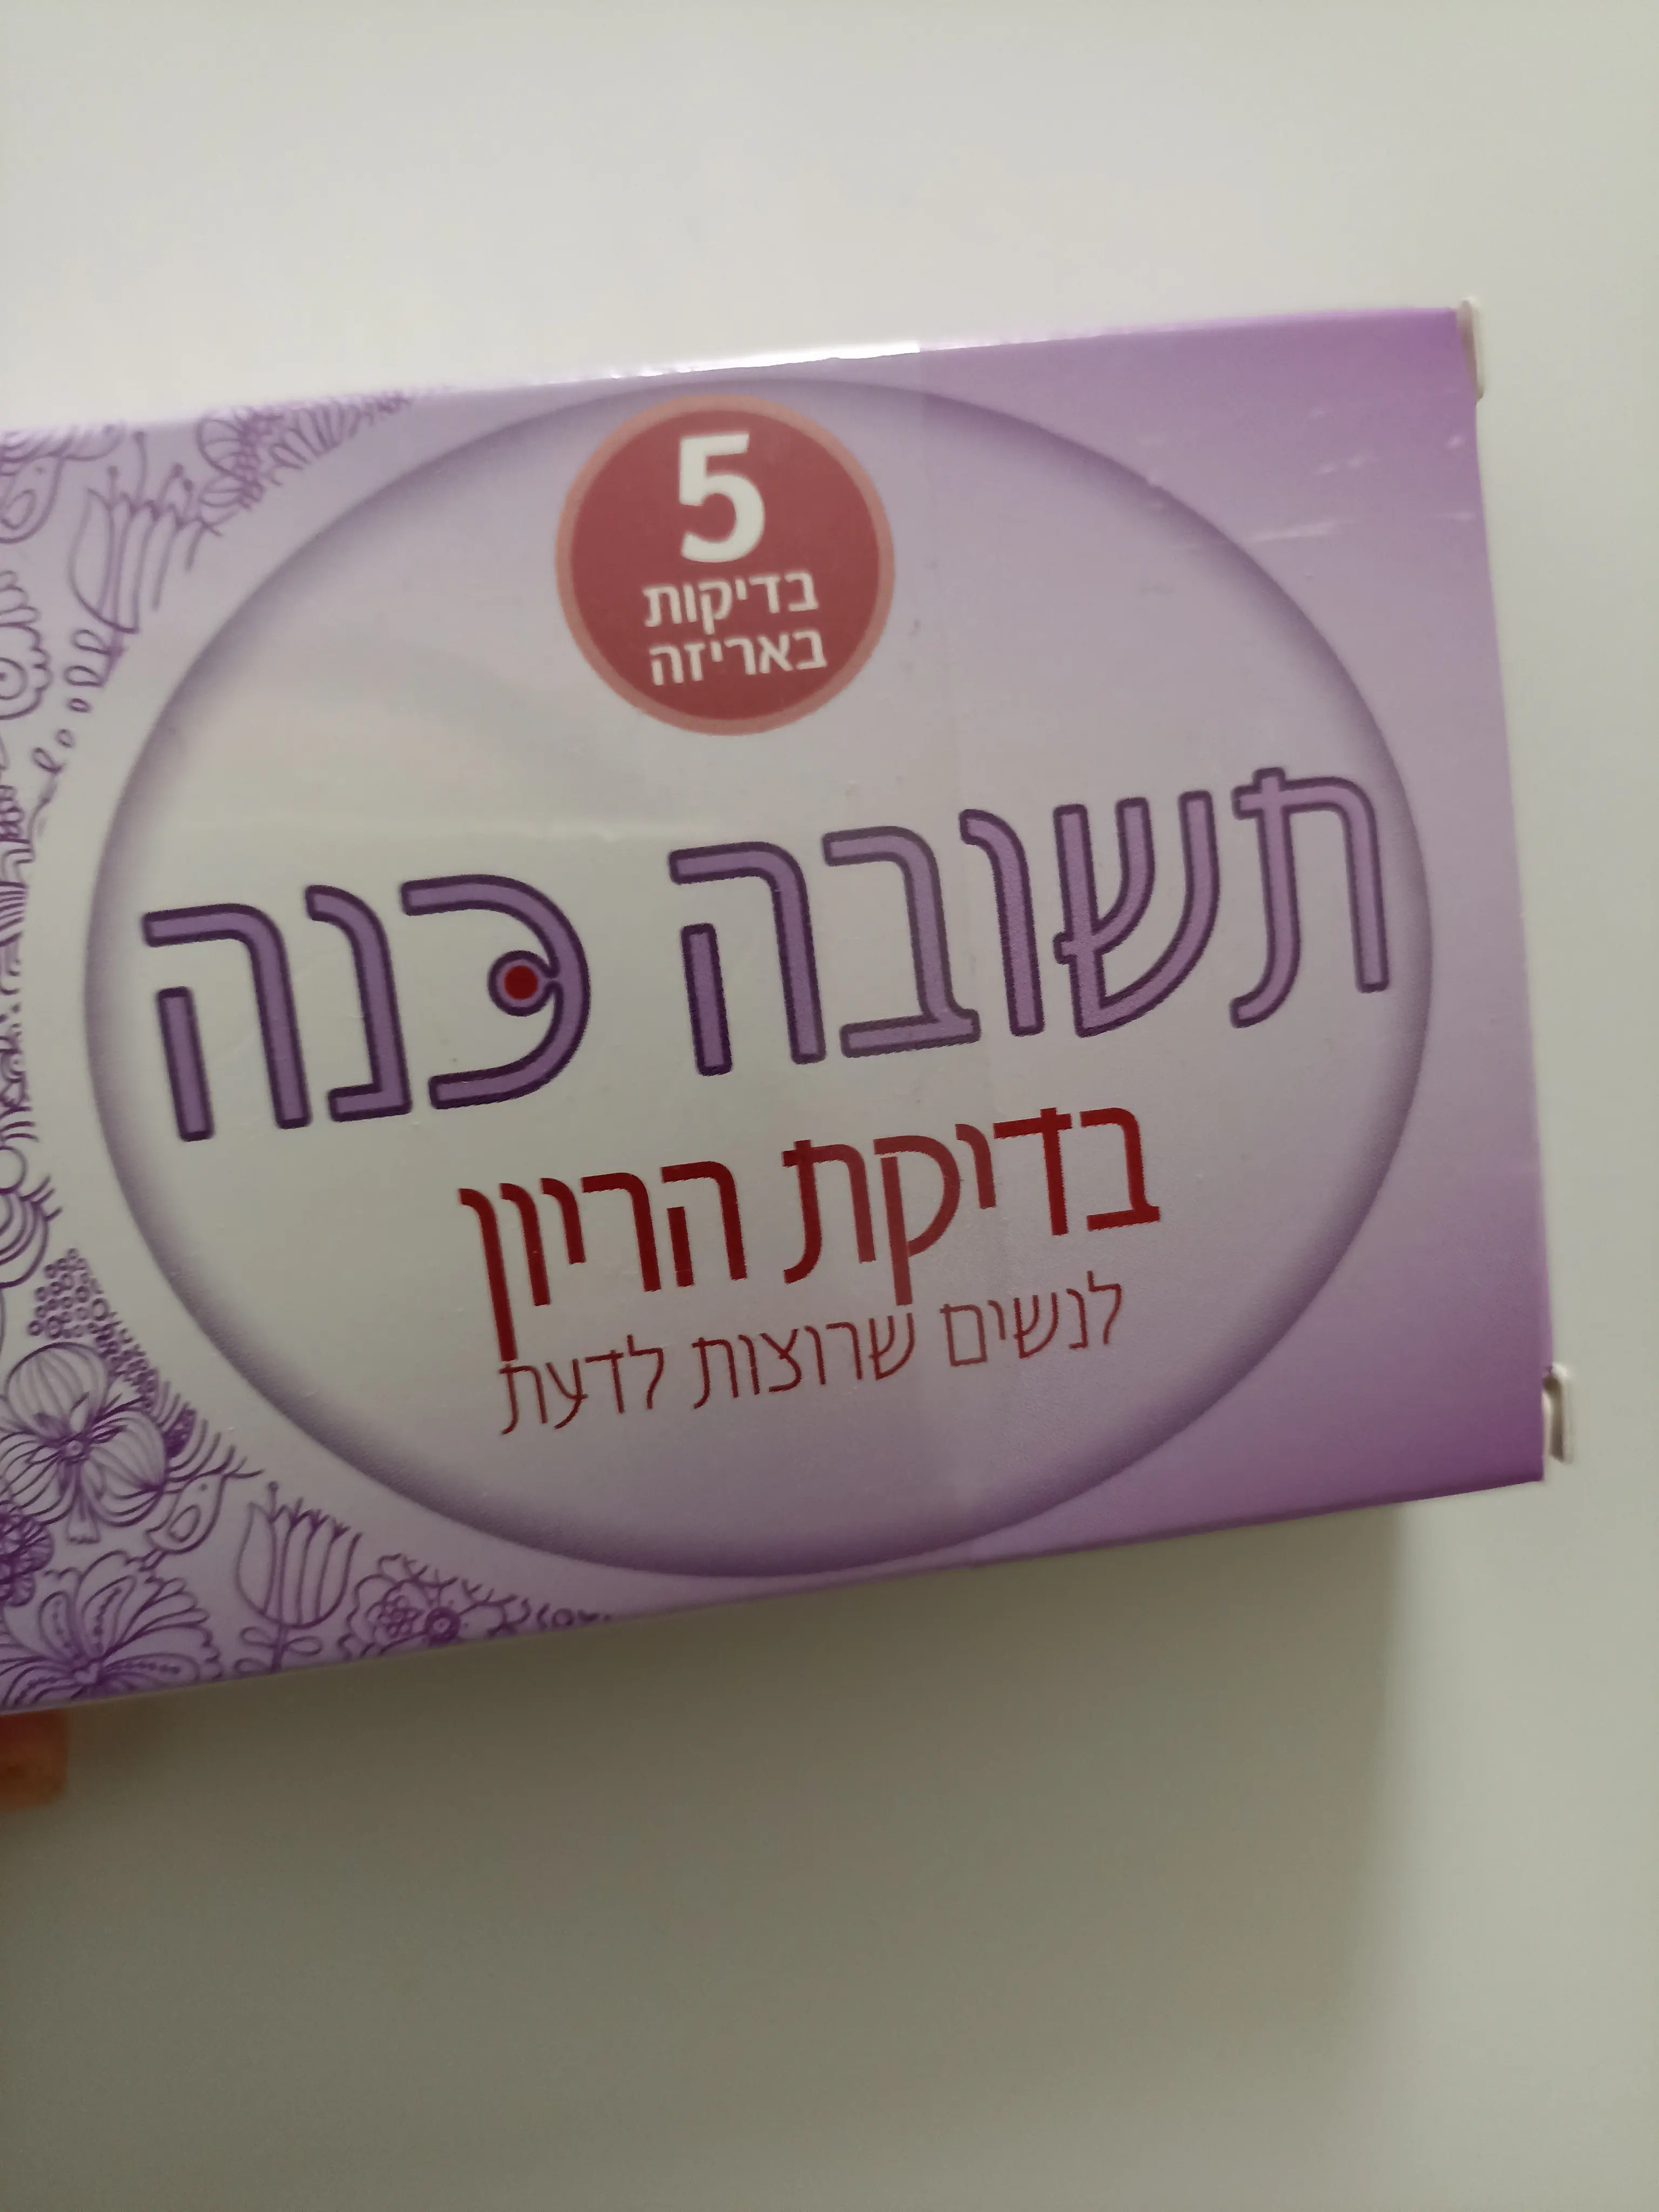 5
בדיקות
באריזה
תשובה כנה
בדיקת הריון
לנשים שרוצות לדעת